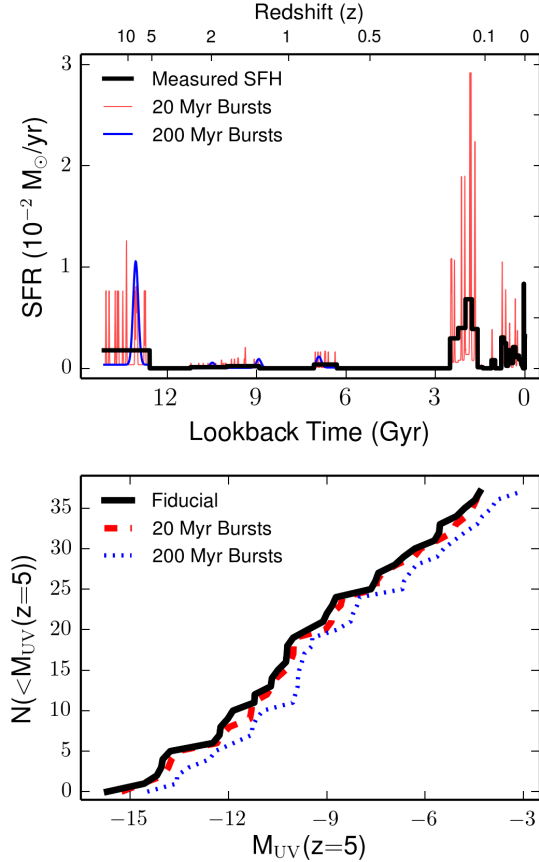 Redshift (z)
10 5 2 1 0.5 0.1 0
3
Measured SFH
20 Myr Bursts
200 Myr Bursts
2
1
0
SFR (10⁻² M⊙/yr)
12 9 6 3 0
Lookback Time (Gyr)
35
Fiducial
20 Myr Bursts
200 Myr Bursts
30
25
20
15
10
5
0
N(<M_UV(z=5))
−15 −12 −9 −6 −3
M_UV(z=5)